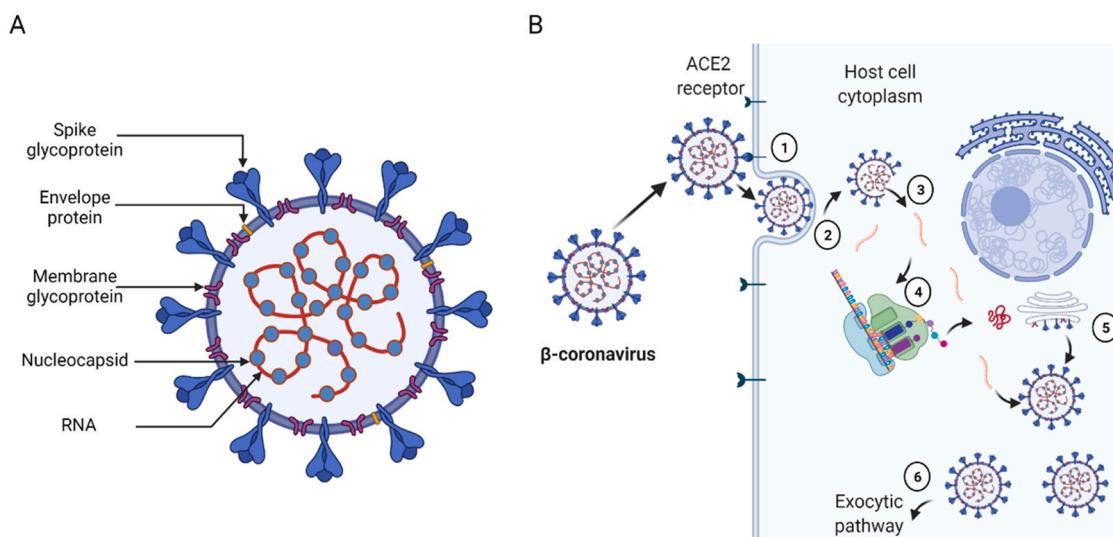 A
Spike
glycoprotein
Envelope
protein
Membrane
glycoprotein
Nucleocapsid
RNA
B
ACE2
receptor
Host cell
cytoplasm
1
2
3
4
5
6
β-coronavirus
Exocytic
pathway